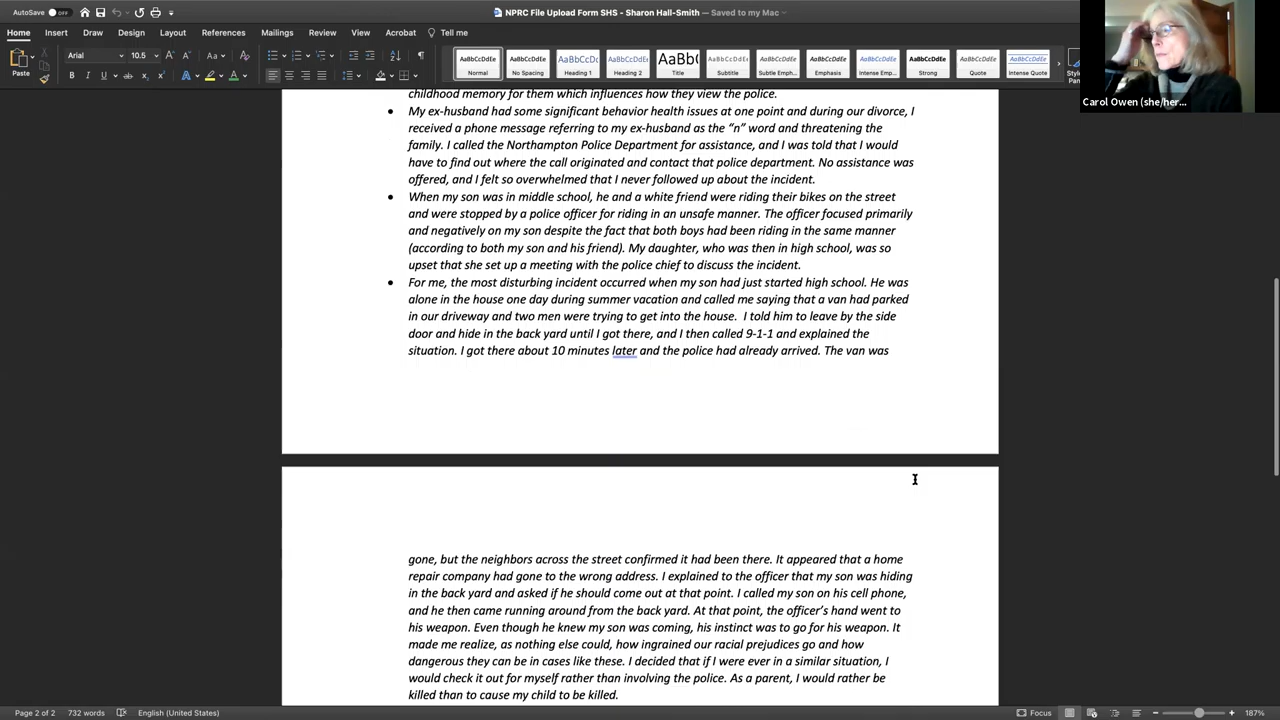 AutoSave OFF
NPRC File Upload Form SHS - Sharon Hall-Smith — Saved to my Mac
Home Insert Draw Design Layout References Mailings Review View Acrobat Tell me
Paste
Arial 10.5
AaBbCcDdEe AaBbCcDdEe AaBbCcDc AaBbCcDdEe AaBbC AaBbCcDdEe AaBbCcDdEe AaBbCcDdEe AaBbCcDdEe AaBbCcDdEe AaBbCcDdEe AaBbCcDdEe
Normal No Spacing Heading 1 Heading 2 Title Subtitle Subtle Emph... Emphasis Intense Emp... Strong Quote Intense Quote
Carol Owen (she/her...
childhood memory for them which influences how they view the police.
• My ex-husband had some significant behavior health issues at one point and during our divorce, I
received a phone message referring to my ex-husband as the “n” word and threatening the
family. I called the Northampton Police Department for assistance, and I was told that I would
have to find out where the call originated and contact that police department. No assistance was
offered, and I felt so overwhelmed that I never followed up about the incident.
• When my son was in middle school, he and a white friend were riding their bikes on the street
and were stopped by a police officer for riding in an unsafe manner. The officer focused primarily
and negatively on my son despite the fact that both boys had been riding in the same manner
(according to both my son and his friend). My daughter, who was then in high school, was so
upset that she set up a meeting with the police chief to discuss the incident.
• For me, the most disturbing incident occurred when my son had just started high school. He was
alone in the house one day during summer vacation and called me saying that a van had parked
in our driveway and two men were trying to get into the house. I told him to leave by the side
door and hide in the back yard until I got there, and I then called 9-1-1 and explained the
situation. I got there about 10 minutes later and the police had already arrived. The van was
gone, but the neighbors across the street confirmed it had been there. It appeared that a home
repair company had gone to the wrong address. I explained to the officer that my son was hiding
in the back yard and asked if he should come out at that point. I called my son on his cell phone,
and he then came running around from the back yard. At that point, the officer’s hand went to
his weapon. Even though he knew my son was coming, his instinct was to go for his weapon. It
made me realize, as nothing else could, how ingrained our racial prejudices go and how
dangerous they can be in cases like these. I decided that if I were ever in a similar situation, I
would check it out for myself rather than involving the police. As a parent, I would rather be
killed than to cause my child to be killed.
Page 2 of 2 732 words English (United States) Focus 187%